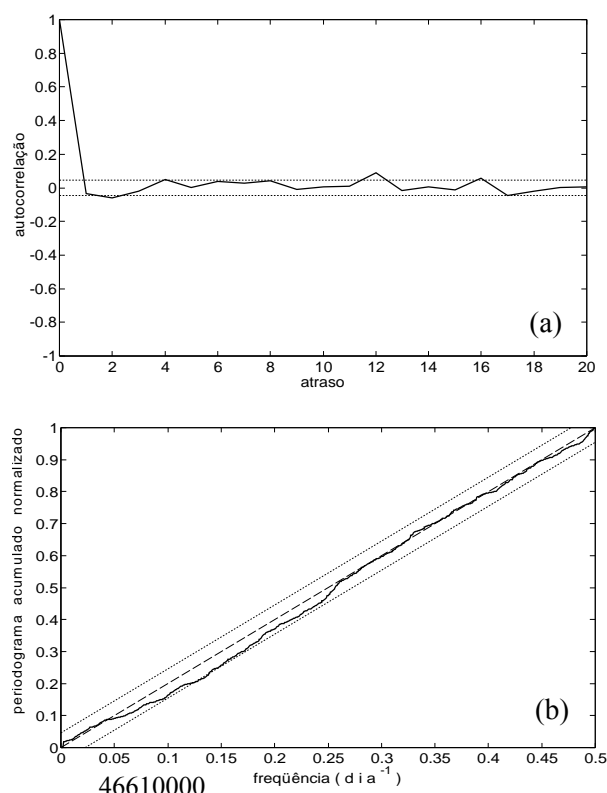 1
0.8
0.6
0.4
0.2
0
-0.2
-0.4
-0.6
-0.8
-1
autocorrelação
(a)
0 2 4 6 8 10 12 14 16 18 20
atraso
1
0.9
0.8
0.7
0.6
0.5
0.4
0.3
0.2
0.1
0
periodograma acumulado normalizado
(b)
0 0.05 0.1 0.15 0.2 0.25 0.3 0.35 0.4 0.45 0.5
freqüência ( d i a⁻¹ )
46610000